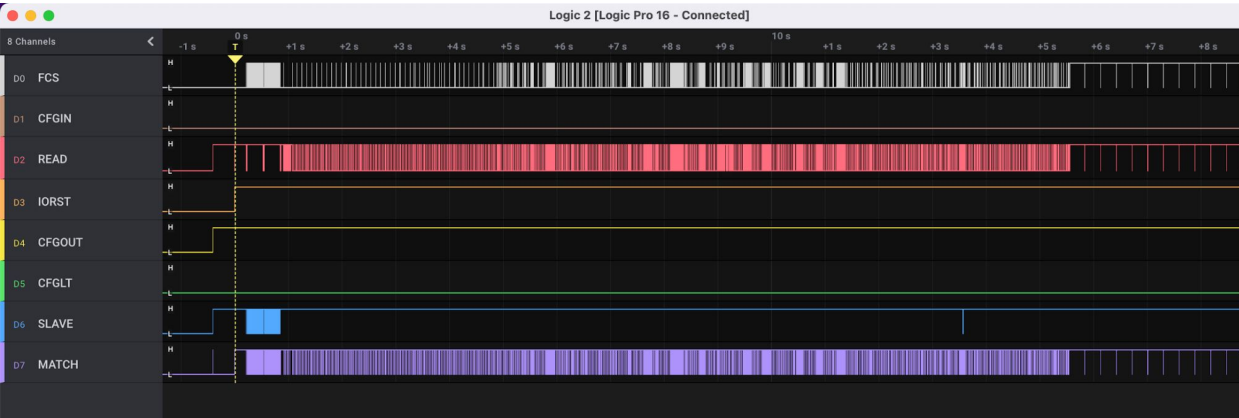 Logic 2 [Logic Pro 16 - Connected]
8 Channels
0 s 10 s
-1 s T +1 s +2 s +3 s +4 s +5 s +6 s +7 s +8 s +9 s +1 s +2 s +3 s +4 s +5 s +6 s +7 s +8 s
D0 FCS H L
D1 CFGIN H L
D2 READ H L
D3 IORST H L
D4 CFGOUT H L
D5 CFGLT H L
D6 SLAVE H L
D7 MATCH H L